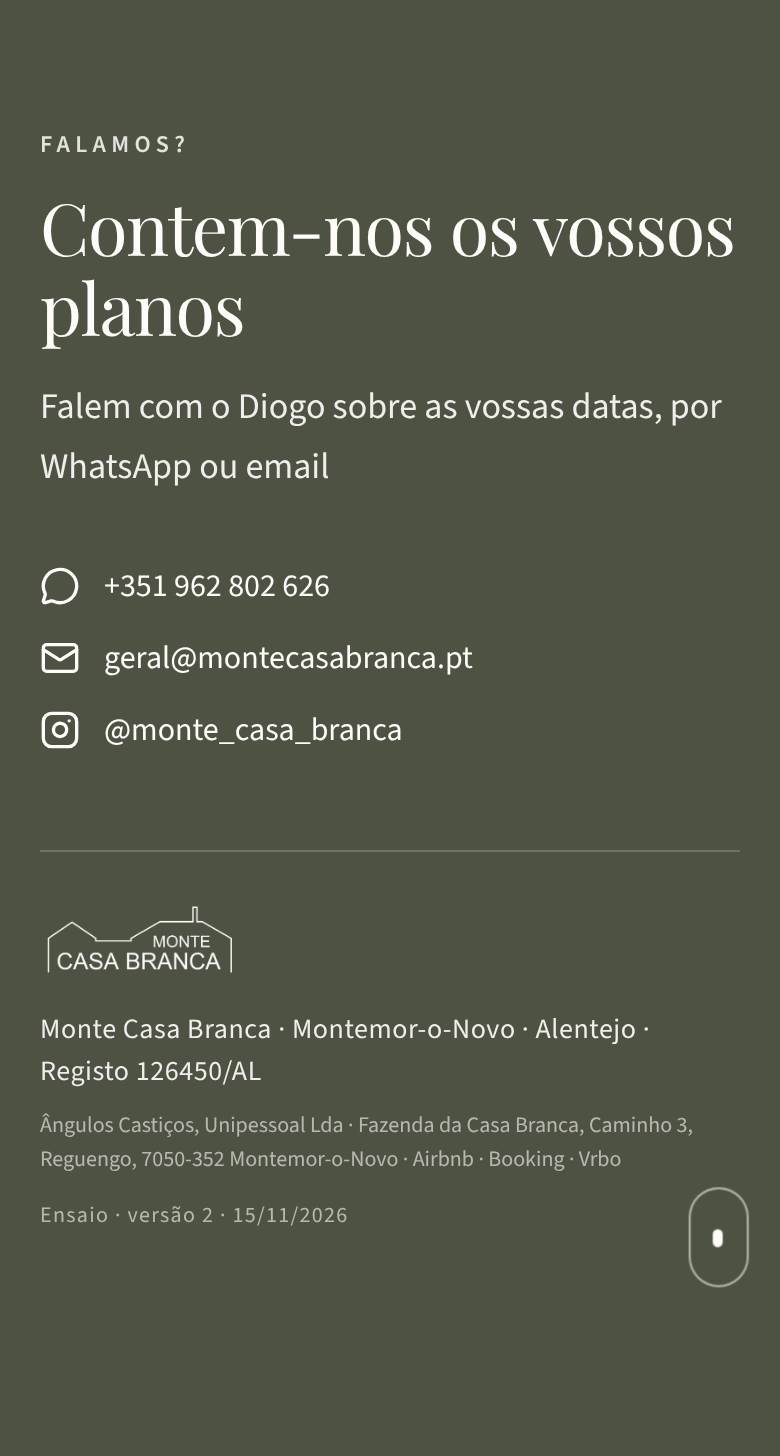 FALAMOS?
Contem-nos os vossos
planos
Falem com o Diogo sobre as vossas datas, por
WhatsApp ou email
+351 962 802 626
geral@montecasabranca.pt
@monte_casa_branca
MONTE
CASA BRANCA
Monte Casa Branca · Montemor-o-Novo · Alentejo ·
Registo 126450/AL
Ângulos Castiços, Unipessoal Lda · Fazenda da Casa Branca, Caminho 3,
Reguengo, 7050-352 Montemor-o-Novo · Airbnb · Booking · Vrbo
Ensaio · versão 2 · 15/11/2026